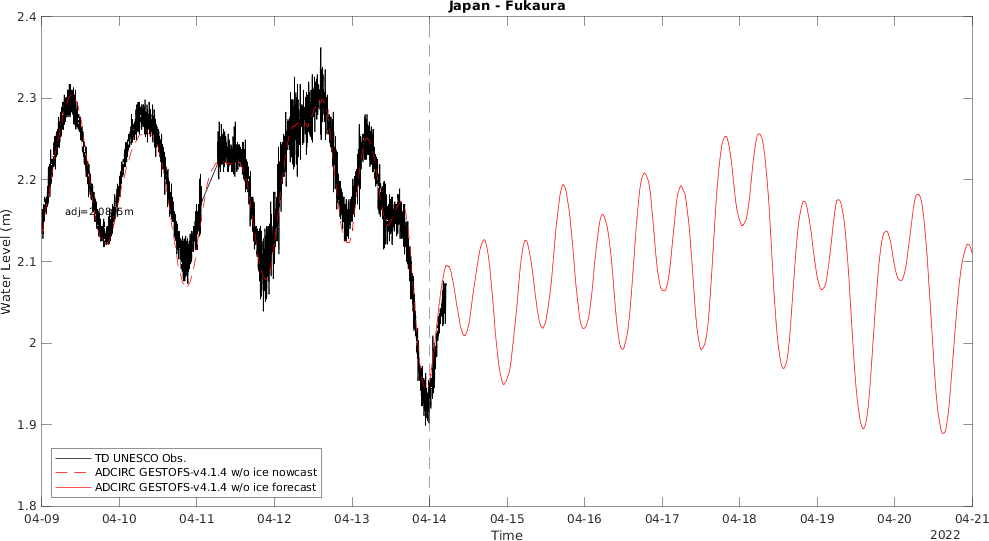 Japan - Fukaura
2.4
2.3
2.2
2.1
2
1.9
1.8
Water Level (m)
TD UNESCO Obs.
ADCIRC GESTOFS-v4.1.4 w/o ice nowcast
ADCIRC GESTOFS-v4.1.4 w/o ice forecast
04-09 04-10 04-11 04-12 04-13 04-14 04-15 04-16 04-17 04-18 04-19 04-20 04-21
Time
2022